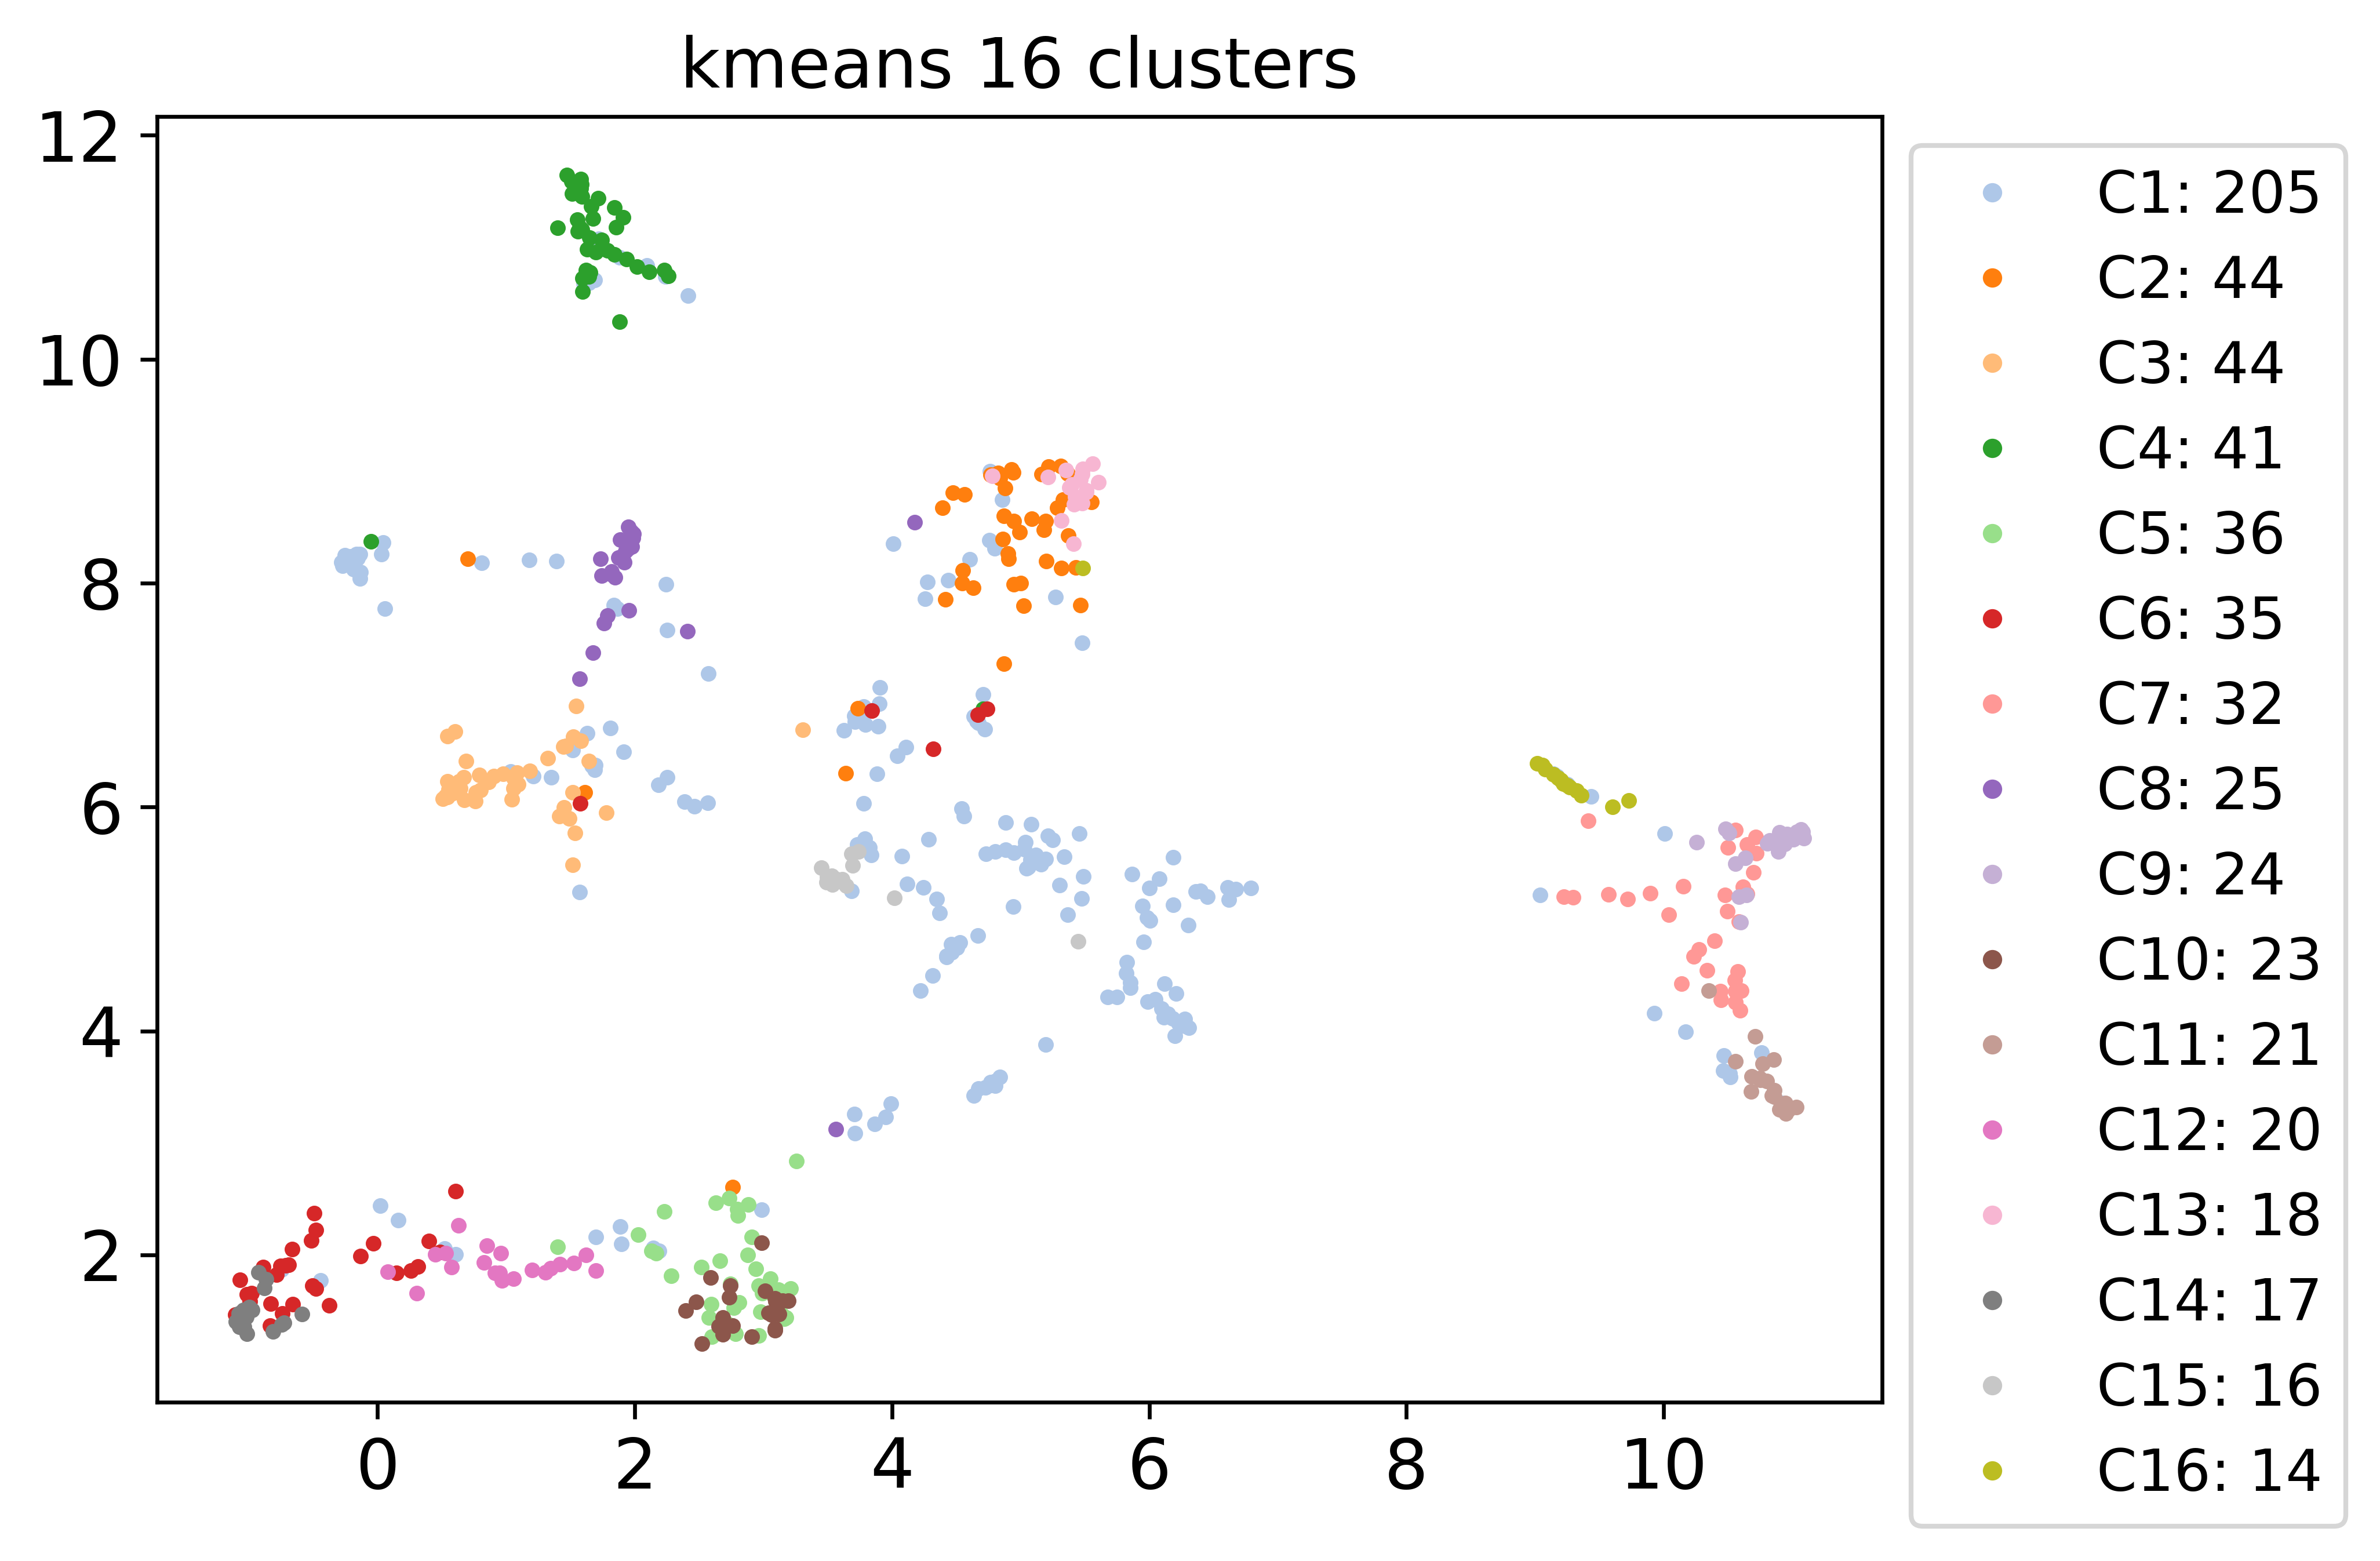 kmeans 16 clusters
12
10
8
6
4
2
0 2 4 6 8 10
C1: 205
C2: 44
C3: 44
C4: 41
C5: 36
C6: 35
C7: 32
C8: 25
C9: 24
C10: 23
C11: 21
C12: 20
C13: 18
C14: 17
C15: 16
C16: 14